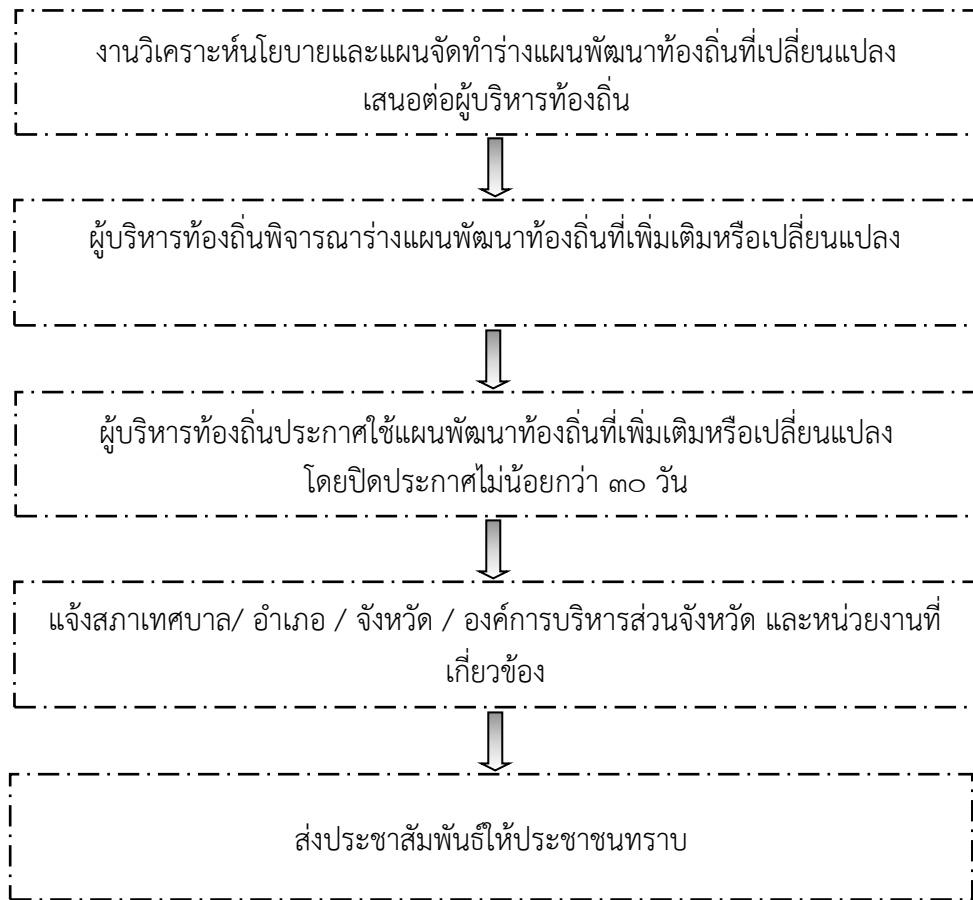 งานวิเคราะห์นโยบายและแผนจัดทำร่างแผนพัฒนาท้องถิ่นที่เปลี่ยนแปลง
เสนอต่อผู้บริหารท้องถิ่น
ผู้บริหารท้องถิ่นพิจารณาร่างแผนพัฒนาท้องถิ่นที่เพิ่มเติมหรือเปลี่ยนแปลง
ผู้บริหารท้องถิ่นประกาศใช้แผนพัฒนาท้องถิ่นที่เพิ่มเติมหรือเปลี่ยนแปลง
โดยปิดประกาศไม่น้อยกว่า ๓๐ วัน
แจ้งสภาเทศบาล/ อำเภอ / จังหวัด / องค์การบริหารส่วนจังหวัด และหน่วยงานที่
เกี่ยวข้อง
ส่งประชาสัมพันธ์ให้ประชาชนทราบ